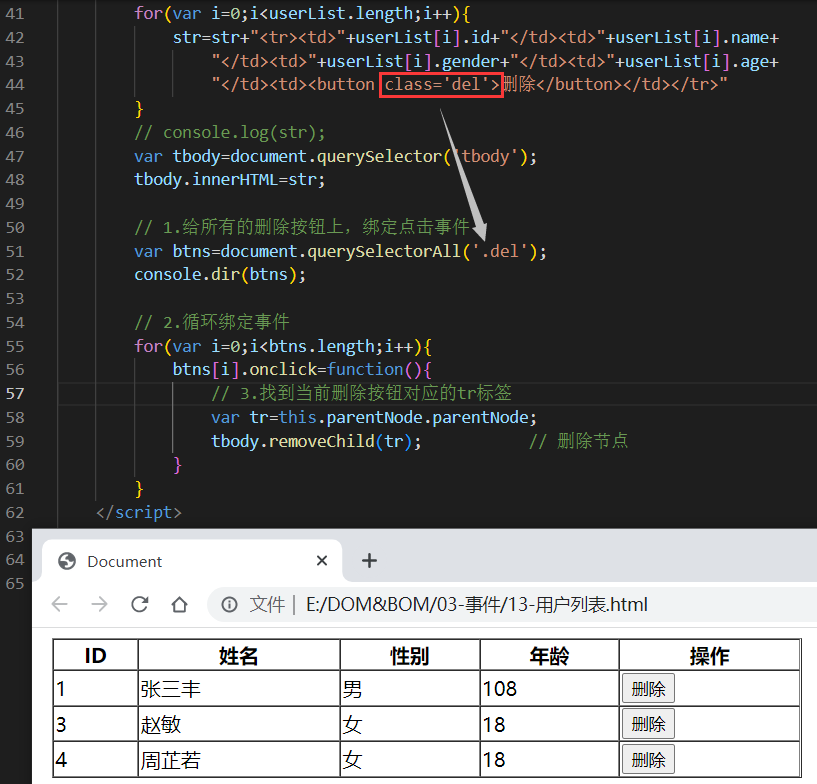 41 for(var i=0;i<userList.length;i++){
42 str=str+"<tr><td>"+userList[i].id+"</td><td>"+userList[i].name+
43 "</td><td>"+userList[i].gender+"</td><td>"+userList[i].age+
44 "</td><td><button class='del'>删除</button></td></tr>"
45 }
46 // console.log(str);
47 var tbody=document.querySelector('tbody');
48 tbody.innerHTML=str;
49
50 // 1.给所有的删除按钮上，绑定点击事件
51 var btns=document.querySelectorAll('.del');
52 console.dir(btns);
53
54 // 2.循环绑定事件
55 for(var i=0;i<btns.length;i++){
56 btns[i].onclick=function(){
57 // 3.找到当前删除按钮对应的tr标签
58 var tr=this.parentNode.parentNode;
59 tbody.removeChild(tr); // 删除节点
60 }
61 }
62 </script>
63
64 Document
65
文件 | E:/DOM&BOM/03-事件/13-用户列表.html
ID 姓名 性别 年龄 操作
1 张三丰 男 108 删除
3 赵敏 女 18 删除
4 周芷若 女 18 删除